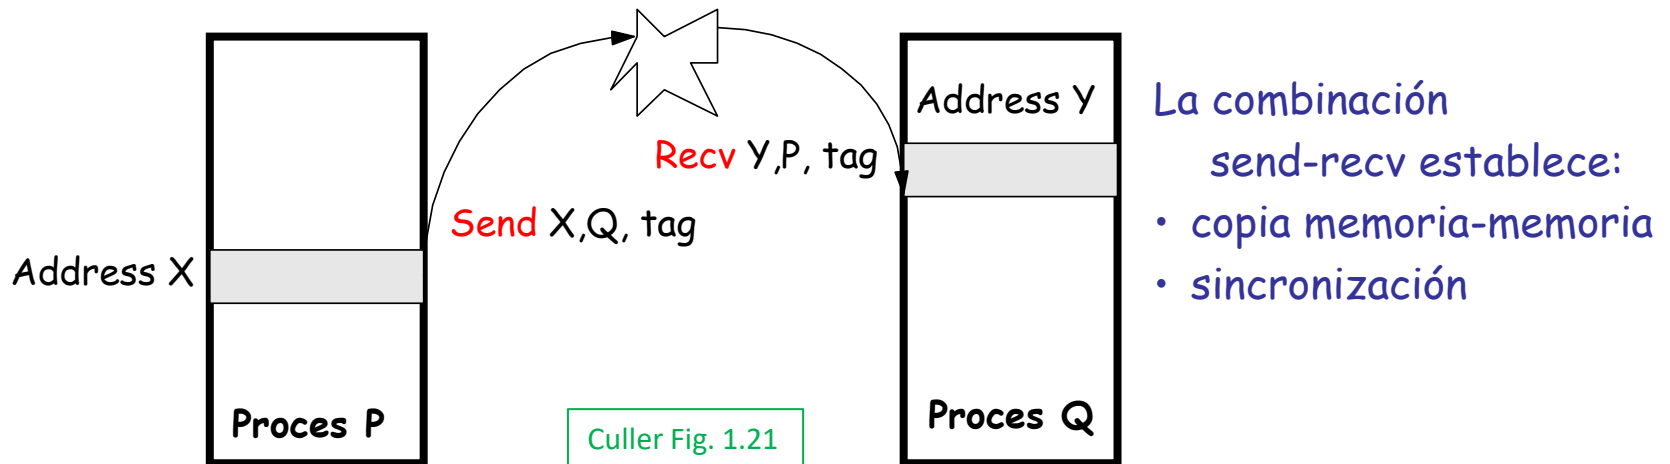 Address X
Proces P
Send X,Q, tag
Recv Y,P, tag
Culler Fig. 1.21
Address Y
Proces Q
La combinación
send-recv establece:
• copia memoria-memoria
• sincronización